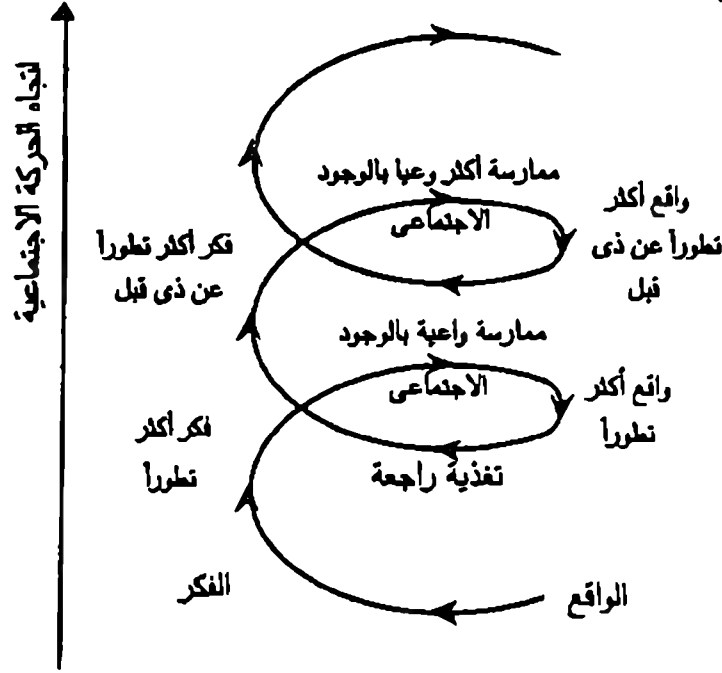 اتجاه الحركة الاجتماعية
ممارسة أكثر وعيا بالوجود
الاجتماعى
واقع أكثر
تطوراً عن ذى
قبل
فكر أكثر تطوراً
عن ذى قبل
ممارسة واعية بالوجود
الاجتماعى
واقع أكثر
تطوراً
فكر أكثر
تطوراً
تغذية راجعة
الواقع
الفكر